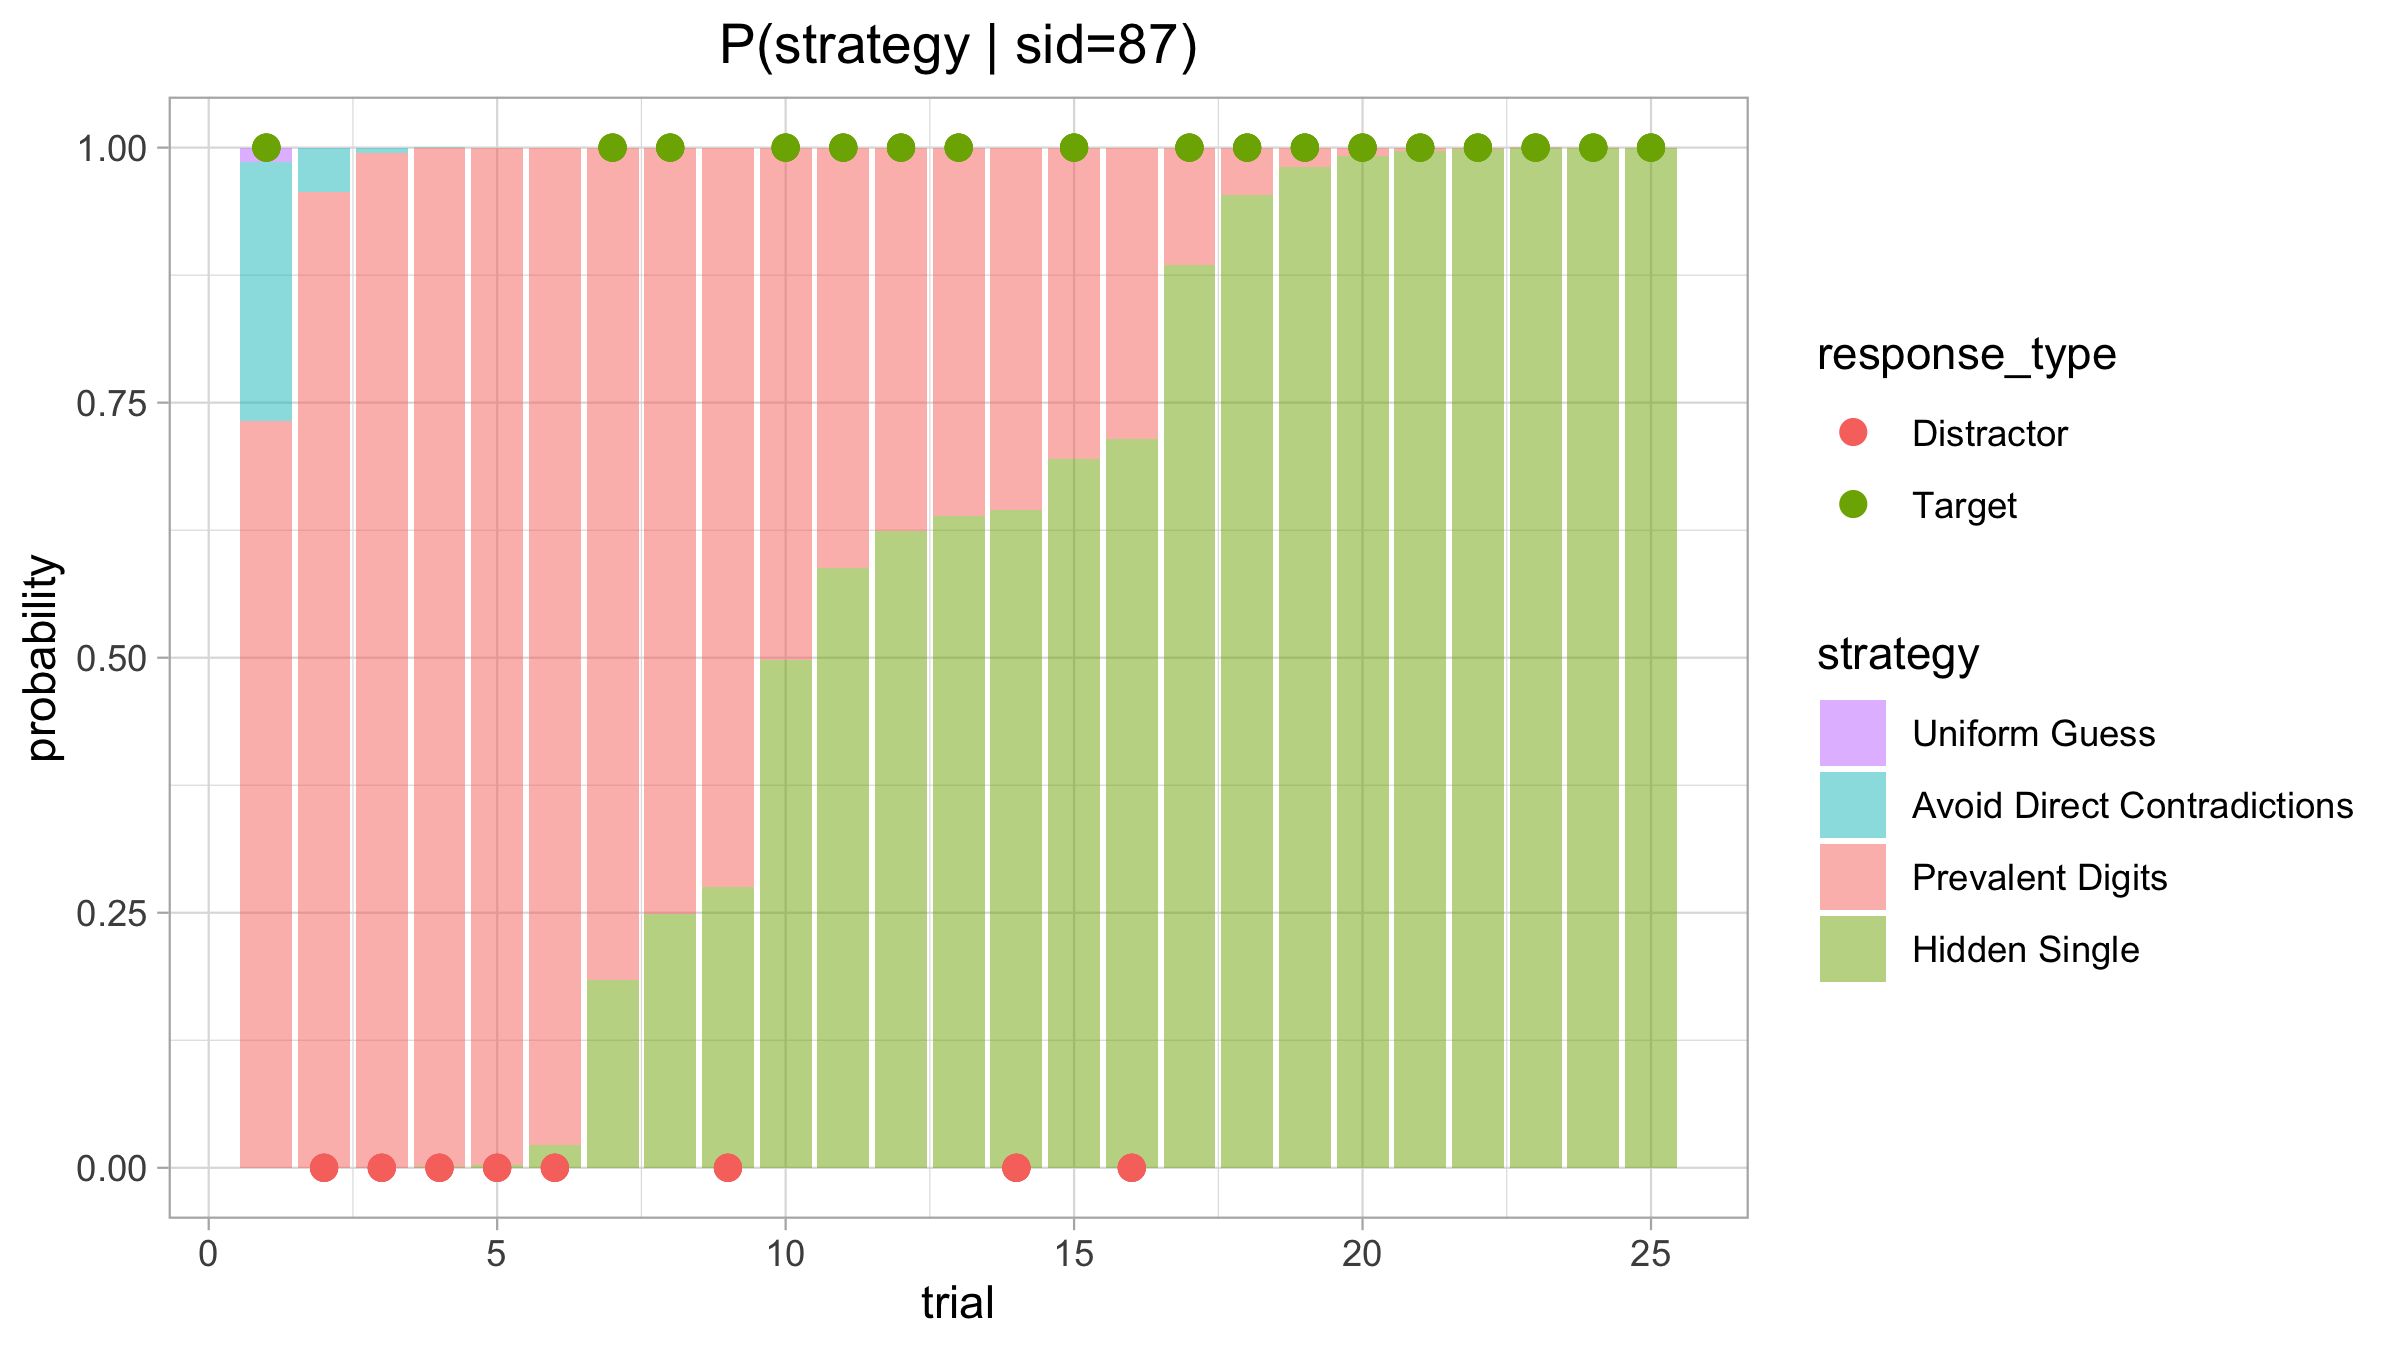 P(strategy | sid=87)
probability
1.00
0.75
0.50
0.25
0.00
0 5 10 15 20 25
trial
response_type
Distractor
Target
strategy
Uniform Guess
Avoid Direct Contradictions
Prevalent Digits
Hidden Single